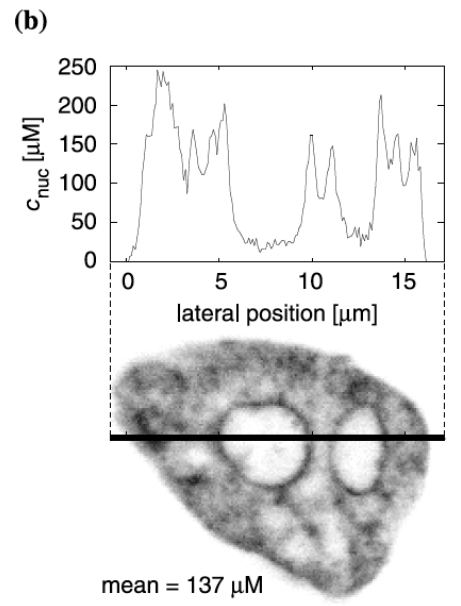 (b)
250
200
150
100
50
0
c_nuc [μM]
0 5 10 15
lateral position [μm]
mean = 137 μM